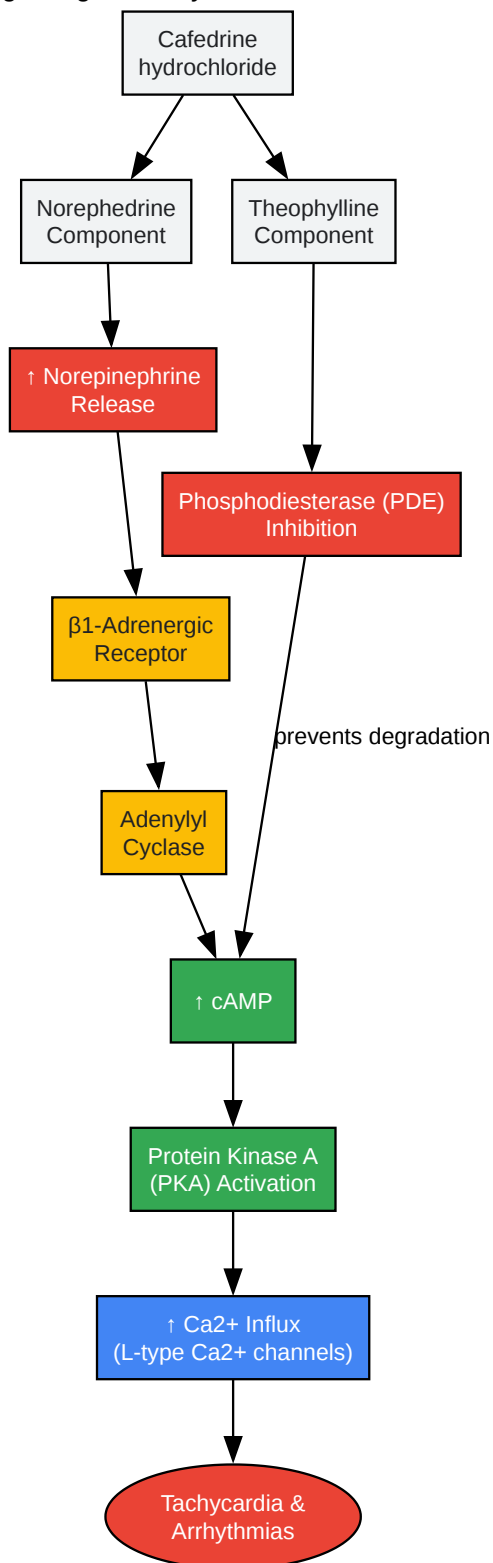 Cafedrine
hydrochloride
Norephedrine
Component
Theophylline
Component
↑ Norepinephrine
Release
Phosphodiesterase (PDE)
Inhibition
β1-Adrenergic
Receptor
prevents degradation
Adenylyl
Cyclase
↑ cAMP
Protein Kinase A
(PKA) Activation
↑ Ca2+ Influx
(L-type Ca2+ channels)
Tachycardia &
Arrhythmias